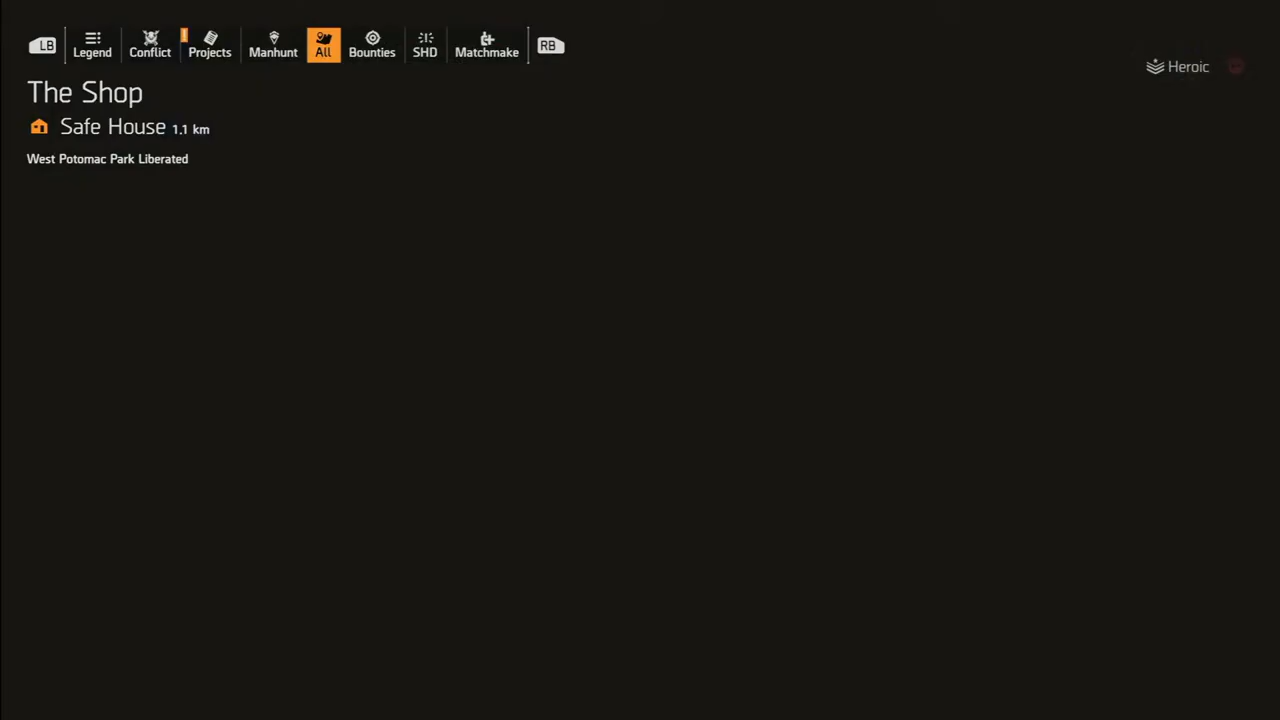 LB Legend Conflict Projects Manhunt All Bounties SHD Matchmake RB
Heroic
The Shop
Safe House 1.1 km
West Potomac Park Liberated